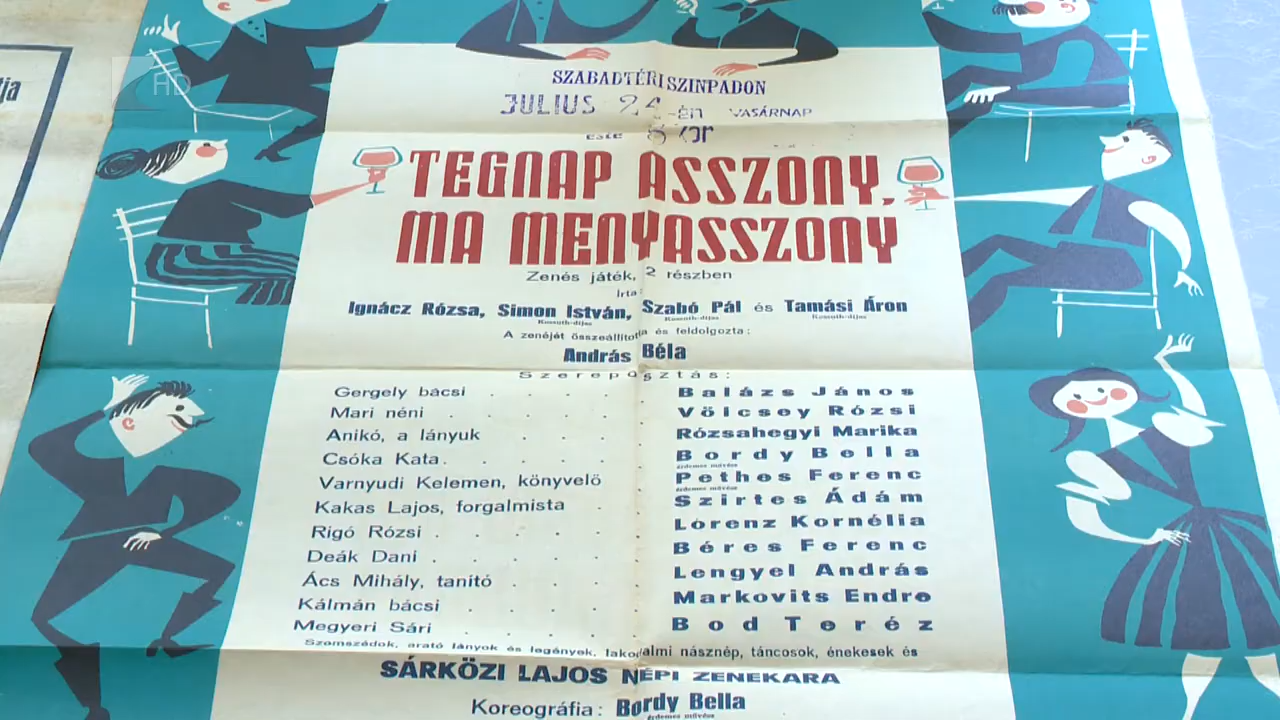 HD
SZABADTÉRI SZINPADON
JULIUS 24-én VASÁRNAP
este 8 kor
TEGNAP ASSZONY,
MA MENYASSZONY
Zenés játék, 2 részben
Írta:
Ignácz Rózsa, Simon István, Szabó Pál és Tamási Áron
Kossuth-díjas Kossuth-díjas Kossuth-díjas
A zenéjét összeállította és feldolgozta:
András Béla
Szereposztás:
Gergely bácsi . . . . . Balázs János
Mari néni . . . . . Völcsey Rózsi
Anikó, a lányuk . . . . Rózsahegyi Marika
Csóka Kata . . . . . Bordy Bella
érdemes művésze
Varnyudi Kelemen, könyvelő . Pethes Ferenc
érdemes művésze
Kakas Lajos, forgalmista . . Szirtes Ádám
Rigó Rózsi . . . . . . Lorenz Kornélia
Deák Dani . . . . . . Béres Ferenc
Ács Mihály, tanító . . . . Lengyel András
Kálmán bácsi . . . . . Markovits Endre
Megyeri Sári . . . . . Bod Teréz
Szomszédok, arató lányok és legények, lakodalmi násznép, táncosok, énekesek és
SÁRKÖZI LAJOS NÉPI ZENEKARA
Koreográfia: Bordy Bella
érdemes művésze